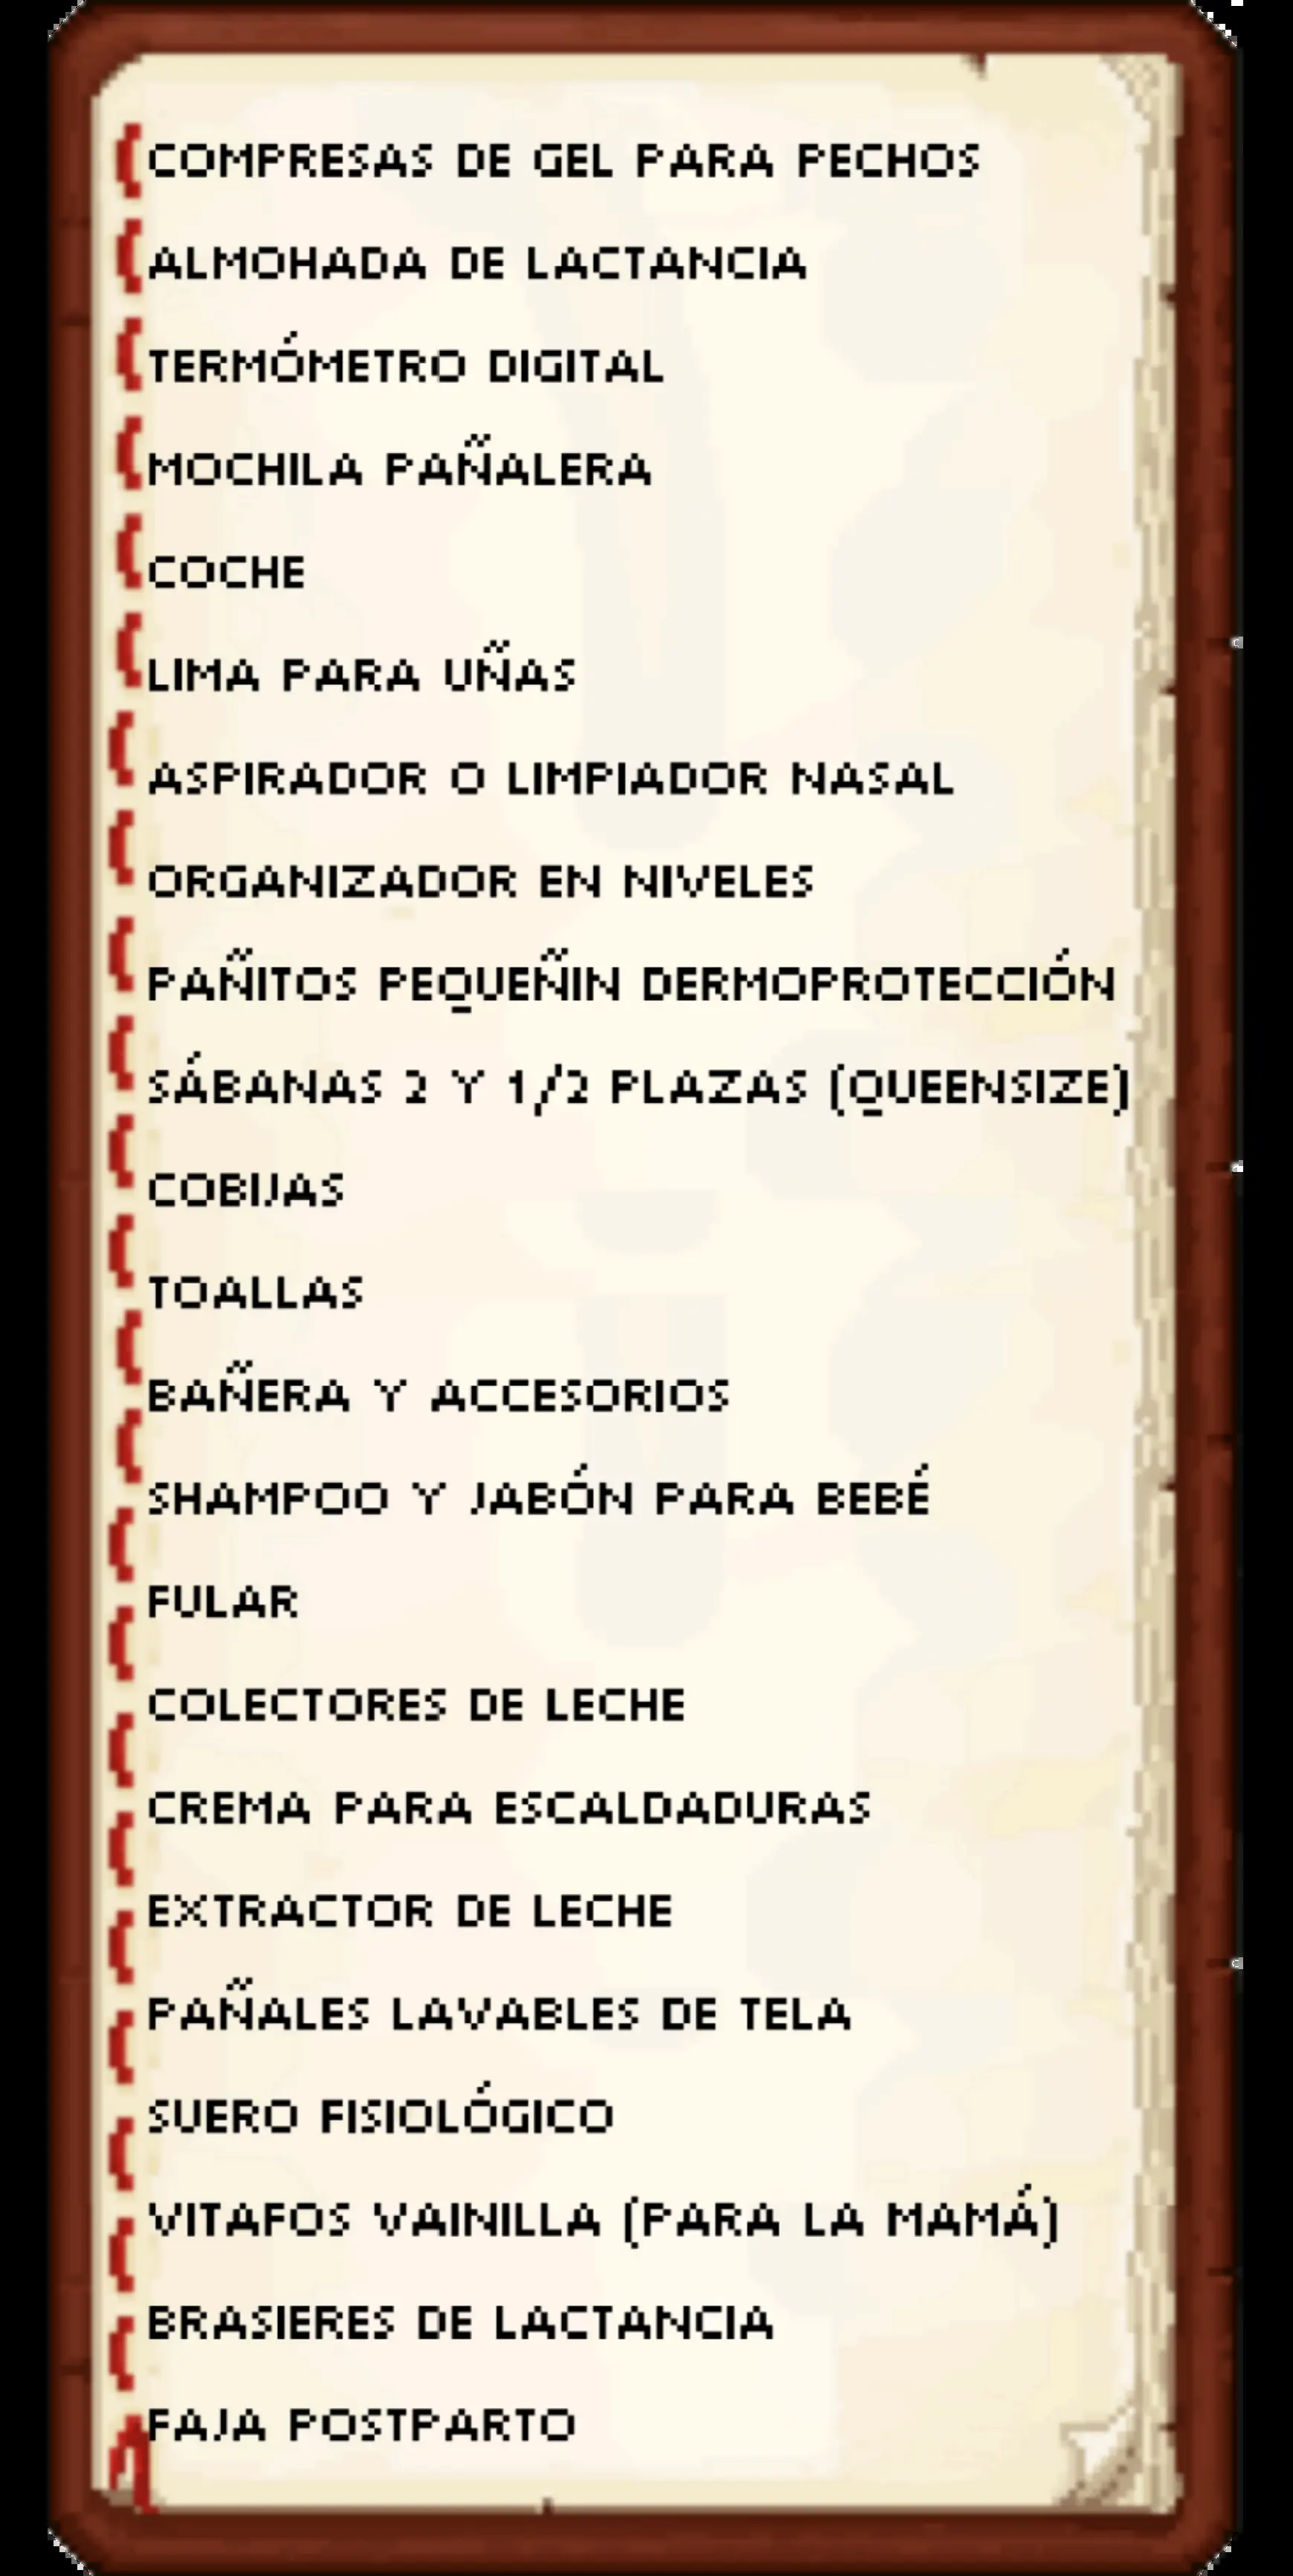 COMPRESAS DE GEL PARA PECHOS
ALMOHADA DE LACTANCIA
TERMÓMETRO DIGITAL
MOCHILA PAÑALERA
COCHE
LIMA PARA UÑAS
ASPIRADOR O LIMPIADOR NASAL
ORGANIZADOR EN NIVELES
PAÑITOS PEQUEÑIN DERMOPROTECCIÓN
SÁBANAS 2 Y 1/2 PLAZAS (QUEENSIZE)
COBIJAS
TOALLAS
BAÑERA Y ACCESORIOS
SHAMPOO Y JABÓN PARA BEBÉ
FULAR
COLECTORES DE LECHE
CREMA PARA ESCALDADURAS
EXTRACTOR DE LECHE
PAÑALES LAVABLES DE TELA
SUERO FISIOLÓGICO
VITAFOS VAINILLA (PARA LA MAMÁ)
BRASIERES DE LACTANCIA
FAJA POSTPARTO